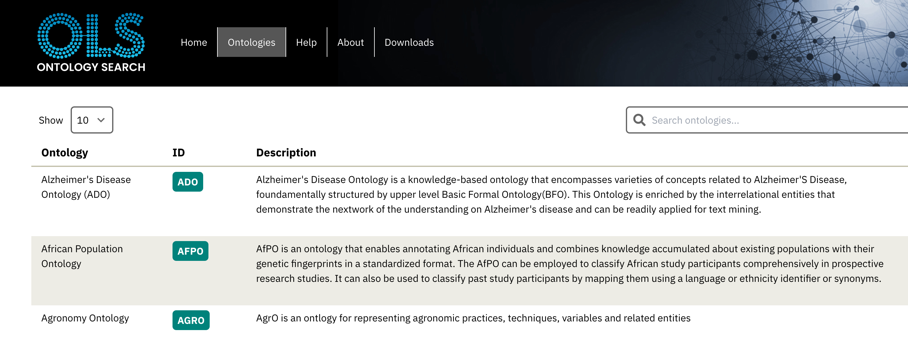 OLS
ONTOLOGY SEARCH
Home
Ontologies
Help
About
Downloads
Show
10
Search ontologies...
Ontology
ID
Description
Alzheimer's Disease
Ontology (ADO)
ADO
Alzheimer's Disease Ontology is a knowledge-based ontology that encompasses varieties of concepts related to Alzheimer'S Disease,
foundamentally structured by upper level Basic Formal Ontology(BFO). This Ontology is enriched by the interrelational entities that
demonstrate the nextwork of the understanding on Alzheimer's disease and can be readily applied for text mining.
African Population
Ontology
AFPO
AfPO is an ontology that enables annotating African individuals and combines knowledge accumulated about existing populations with their
genetic fingerprints in a standardized format. The AfPO can be employed to classify African study participants comprehensively in prospective
research studies. It can also be used to classify past study participants by mapping them using a language or ethnicity identifier or synonyms.
Agronomy Ontology
AGRO
AgrO is an ontlogy for representing agronomic practices, techniques, variables and related entities